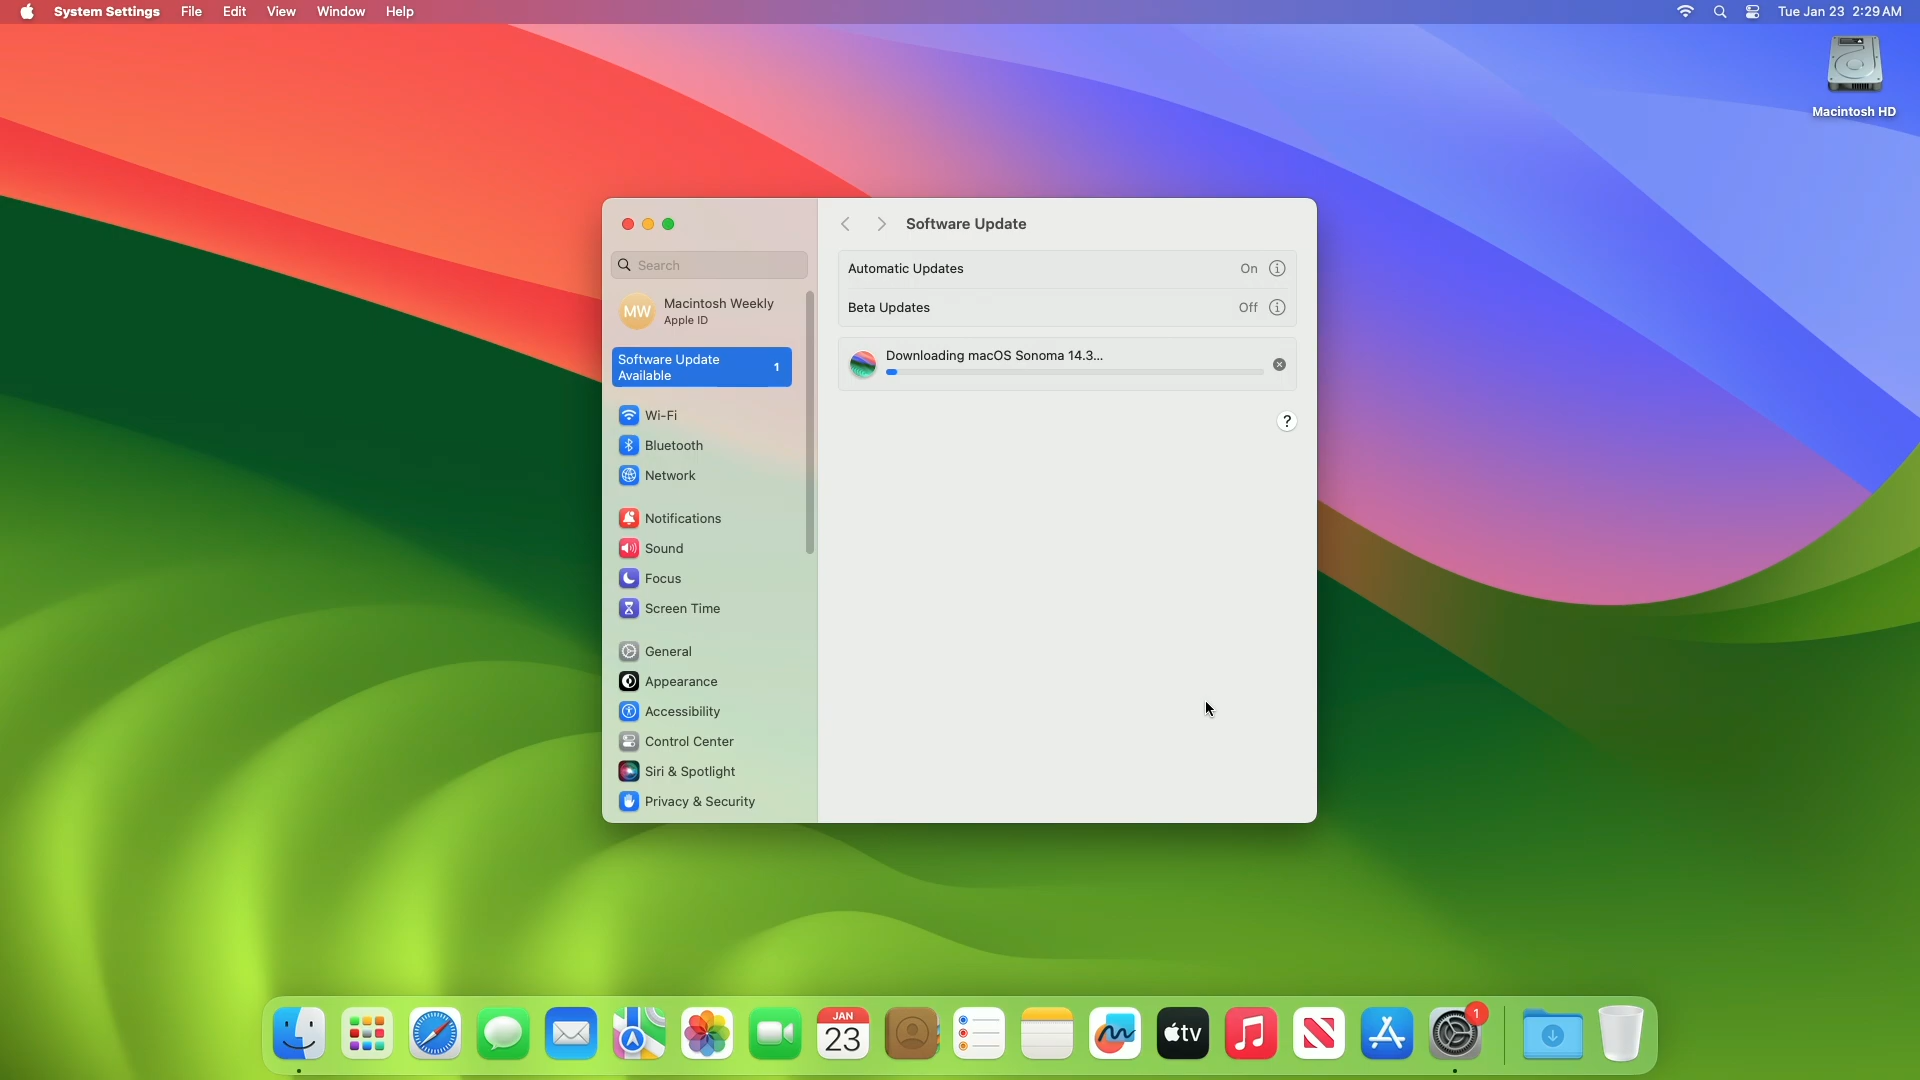 System Settings File Edit View Window Help
Tue Jan 23 2:29 AM
Macintosh HD
Search
MW
Macintosh Weekly
Apple ID
Software Update
Available
1
Wi-Fi
Bluetooth
Network
Notifications
Sound
Focus
Screen Time
General
Appearance
Accessibility
Control Center
Siri & Spotlight
Privacy & Security
Software Update
Automatic Updates On
Beta Updates Off
Downloading macOS Sonoma 14.3...
?
JAN
23
tv
1